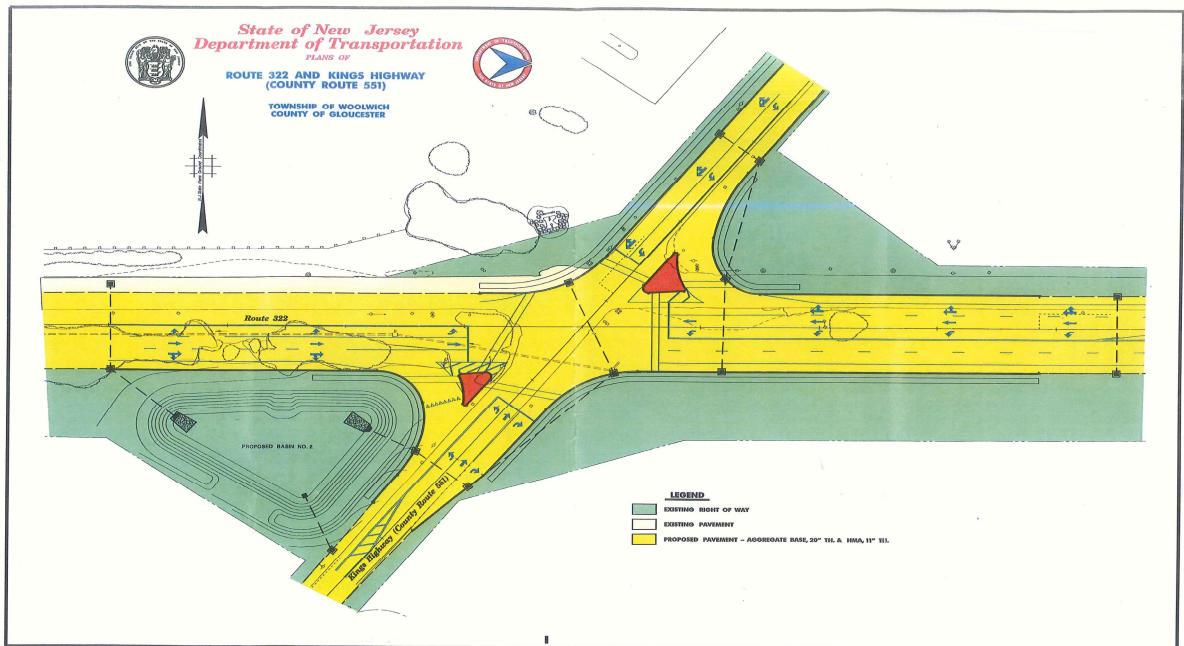 State of New Jersey
Department of Transportation
PLANS OF
ROUTE 322 AND KINGS HIGHWAY
(COUNTY ROUTE 551)
TOWNSHIP OF WOOLWICH
COUNTY OF GLOUCESTER
Route 322
PROPOSED BASIN NO. 2
Kings Highway (County Route 551)
LEGEND
EXISTING RIGHT OF WAY
EXISTING PAVEMENT
PROPOSED PAVEMENT - AGGREGATE BASE, 20" TH. & HMA, 11" TH.